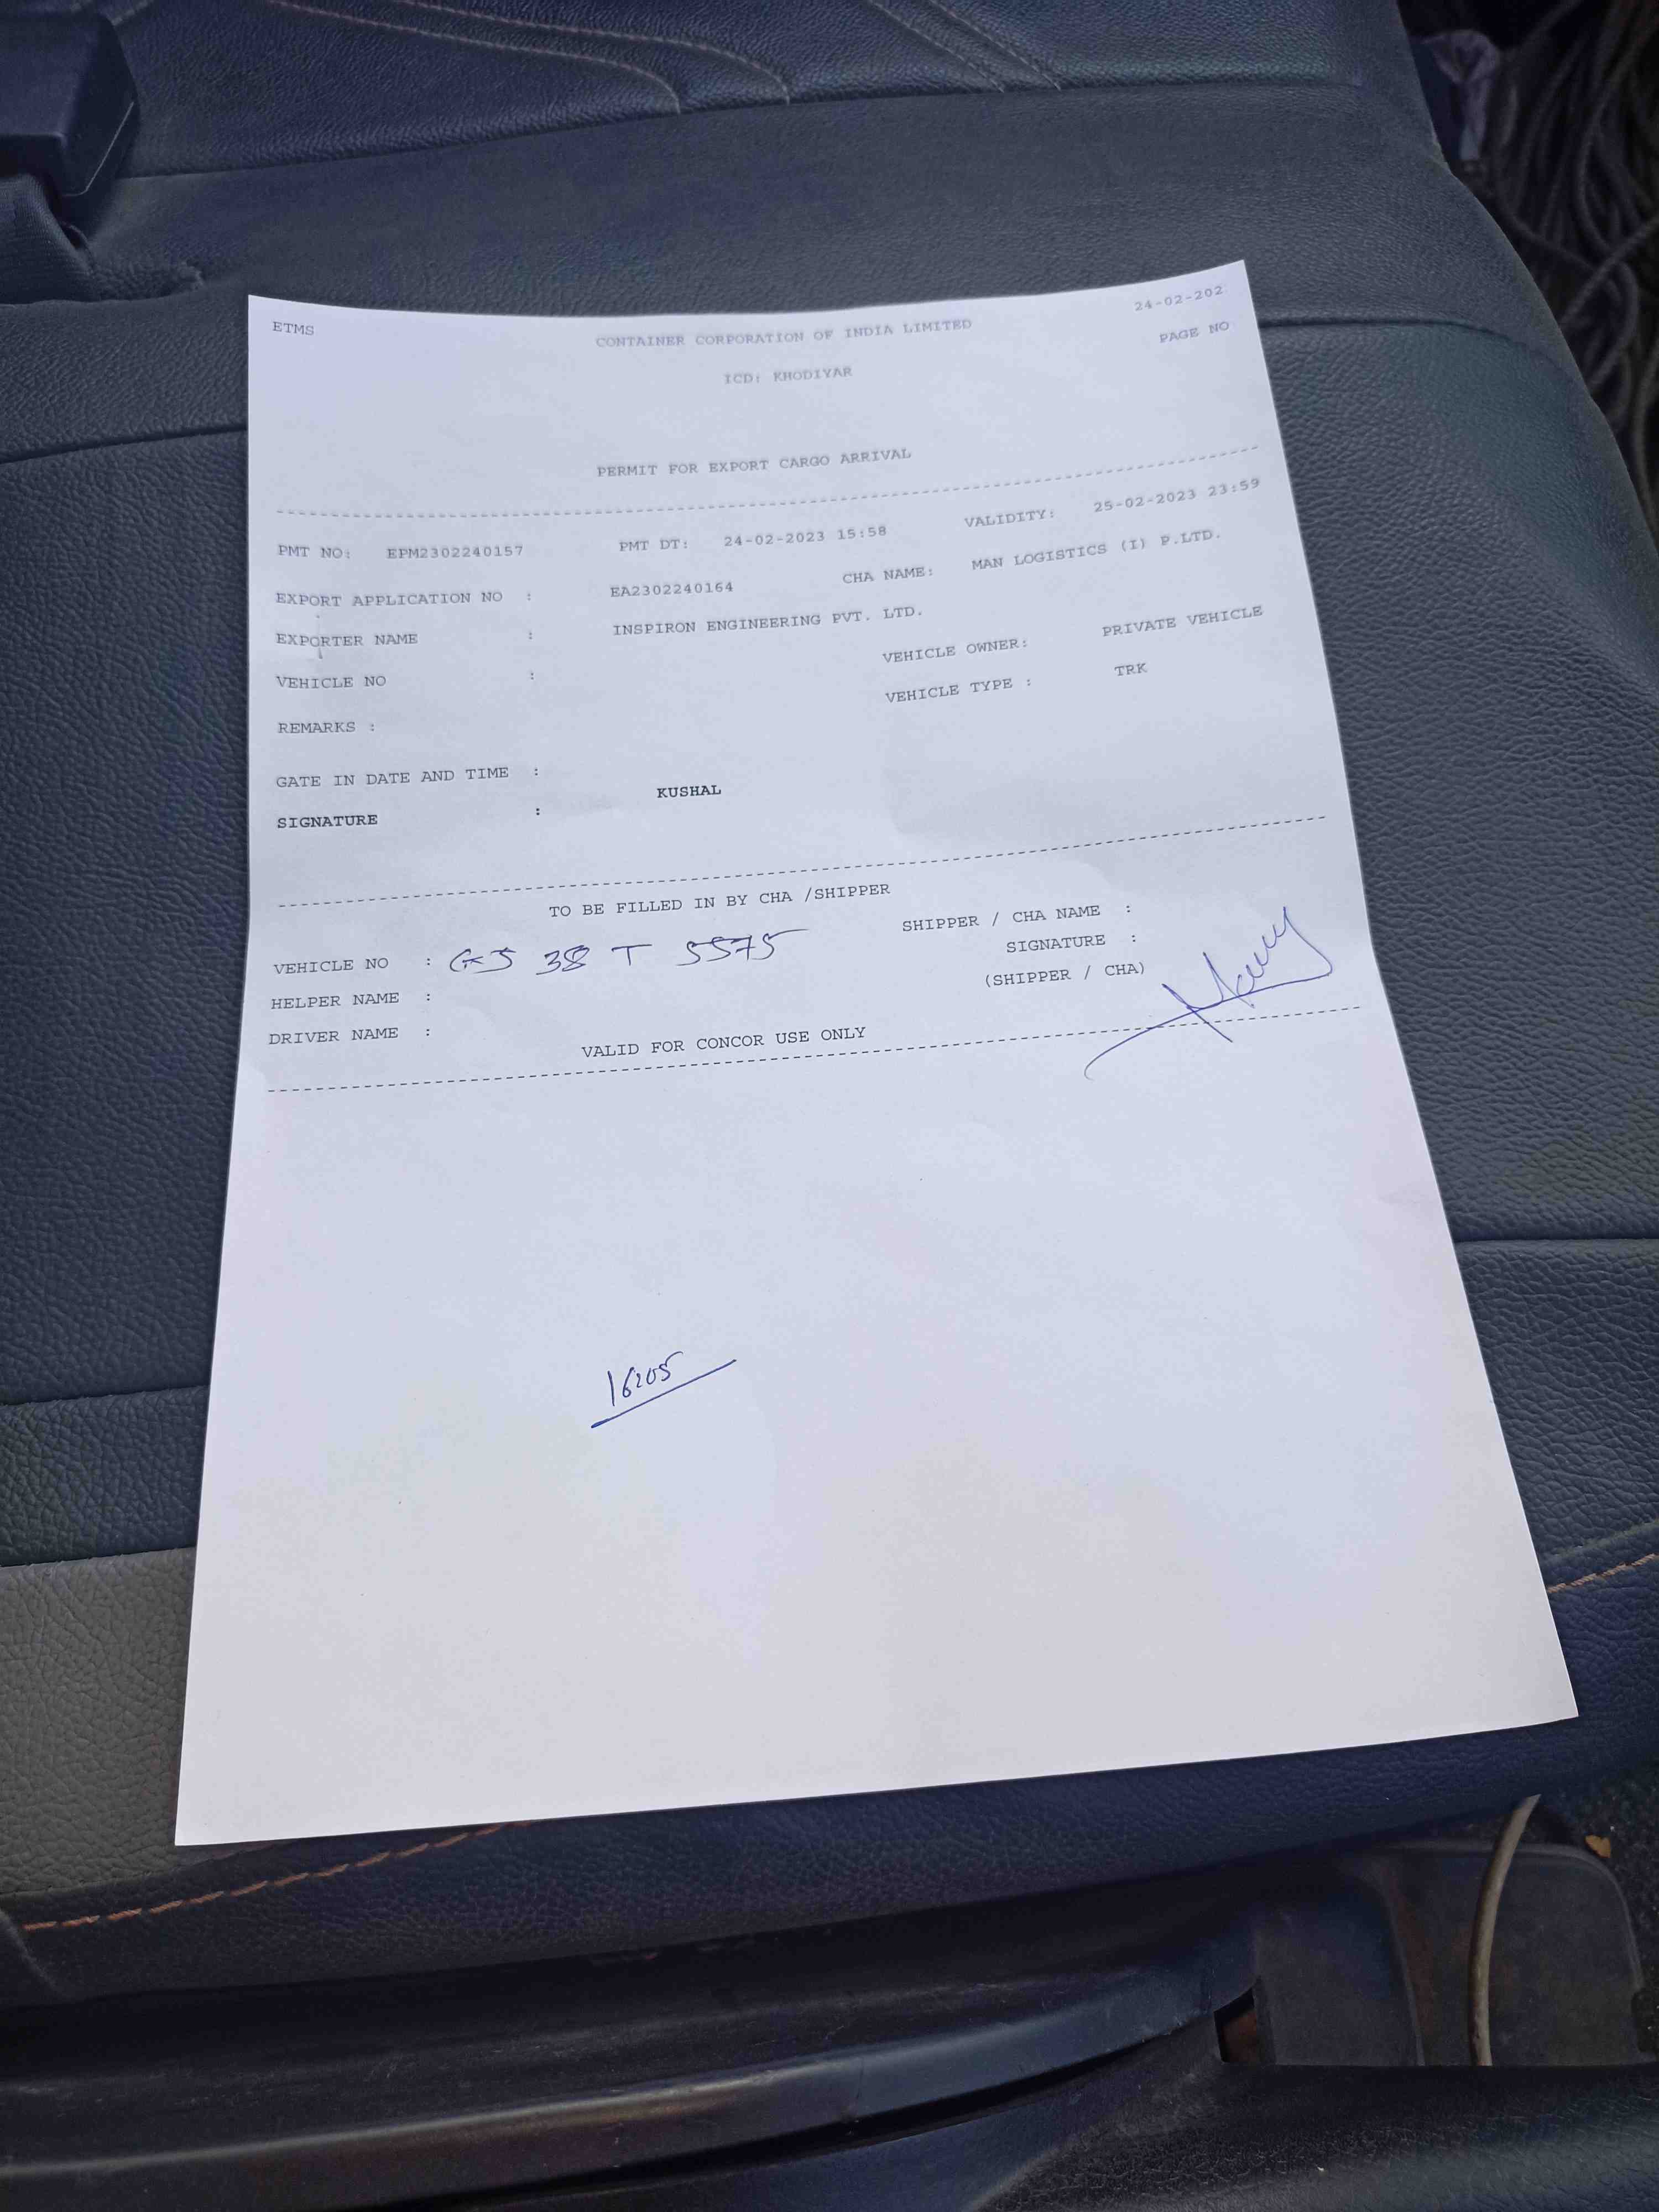 ETMS CONTAINER CORPORATION OF INDIA LIMITED 24-02-202
ICD: KHODIYAR PAGE NO
PERMIT FOR EXPORT CARGO ARRIVAL
PMT NO: EPM2302240157 PMT DT: 24-02-2023 15:58 VALIDITY: 25-02-2023 23:59
EXPORT APPLICATION NO : EA2302240164 CHA NAME: MAN LOGISTICS (I) P.LTD.
EXPORTER NAME : INSPIRON ENGINEERING PVT. LTD.
VEHICLE NO : VEHICLE OWNER: PRIVATE VEHICLE
REMARKS : VEHICLE TYPE : TRK
GATE IN DATE AND TIME :
SIGNATURE : KUSHAL
TO BE FILLED IN BY CHA /SHIPPER
VEHICLE NO : GJ 38 T 5575 SHIPPER / CHA NAME :
HELPER NAME : SIGNATURE :
DRIVER NAME : (SHIPPER / CHA)
VALID FOR CONCOR USE ONLY
16205